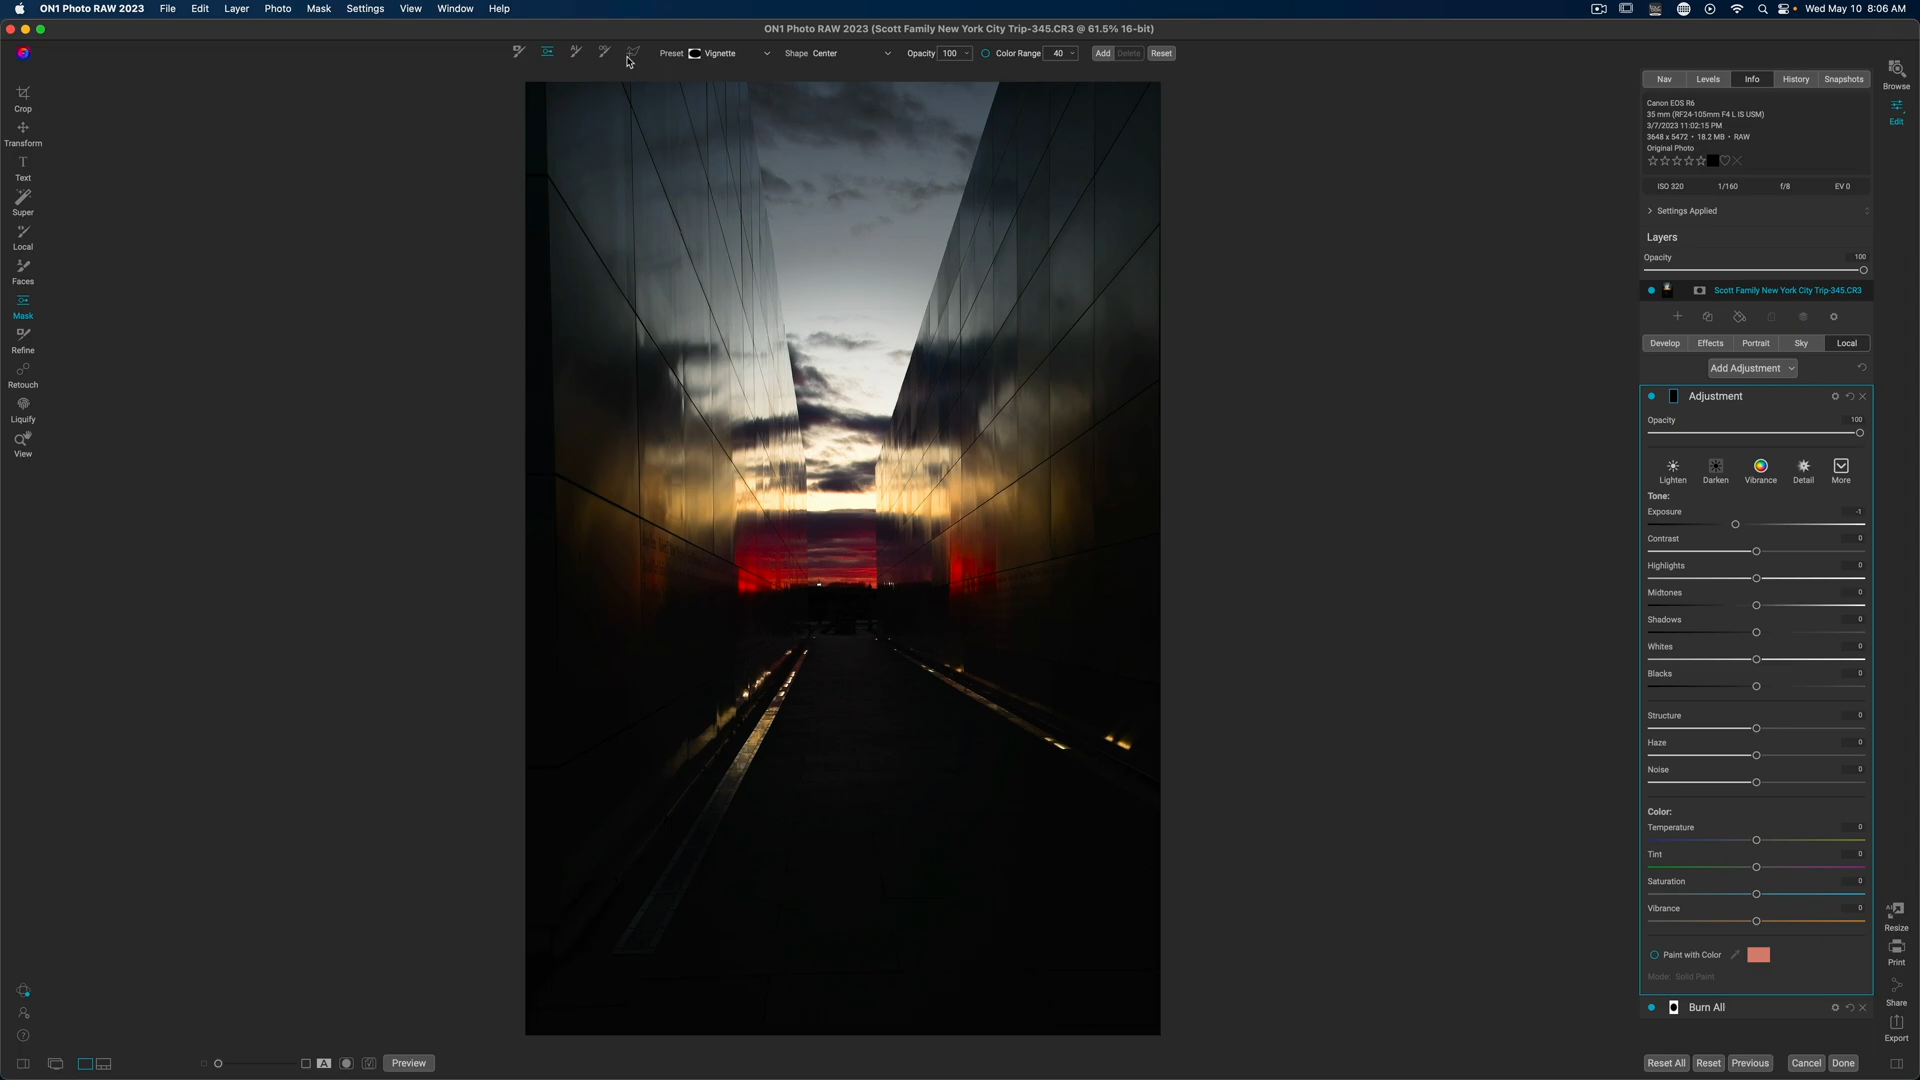 ON1 Photo RAW 2023 File Edit Layer Photo Mask Settings View Window Help
Wed May 10 8:06 AM
ON1 Photo RAW 2023 (Scott Family New York City Trip-345.CR3 @ 61.5% 16-bit)
Preset Vignette Shape Center Opacity 100 Color Range 40 Add Delete Reset
Crop
Transform
Text
Super
Local
Faces
Mask
Refine
Retouch
Liquify
View
Nav Levels Info History Snapshots
Browse
Edit
Canon EOS R6
35 mm (RF24-105mm F4 L IS USM)
3/7/2023 11:02:15 PM
3648 x 5472 • 18.2 MB • RAW
Original Photo
ISO 320 1/160 f/8 EV 0
Settings Applied
Layers
Opacity 100
Scott Family New York City Trip-345.CR3
Develop Effects Portrait Sky Local
Add Adjustment
Adjustment
Opacity 100
Lighten Darken Vibrance Detail More
Tone:
Exposure -1
Contrast 0
Highlights 0
Midtones 0
Shadows 0
Whites 0
Blacks 0
Structure 0
Haze 0
Noise 0
Color:
Temperature 0
Tint 0
Saturation 0
Vibrance 0
Paint with Color
Mode: Solid Paint
Burn All
Resize
Print
Share
Export
A Preview
Reset All Reset Previous Cancel Done